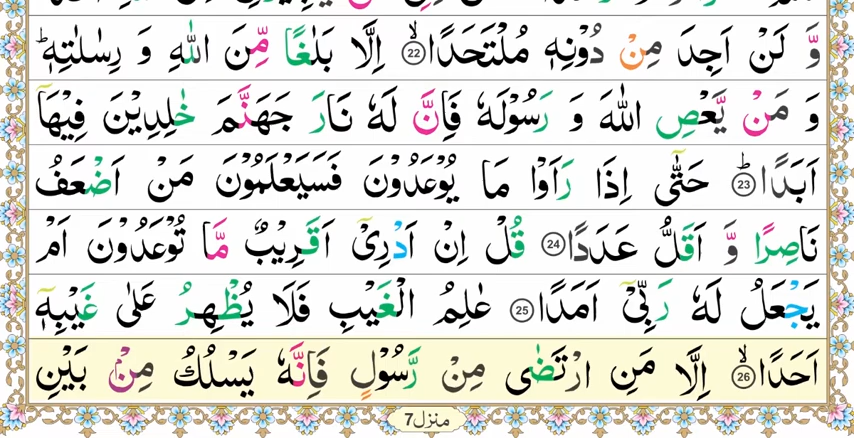 وَّ لَنْ اَجِدَ مِنْ دُوْنِهٖ مُلْتَحَدًاۙ 22 اِلَّا بَلٰغًا مِّنَ اللّٰهِ وَ رِسٰلٰتِهٖؕ
وَ مَنْ یَّعْصِ اللّٰهَ وَ رَسُوْلَهٗ فَاِنَّ لَهٗ نَارَ جَهَنَّمَ خٰلِدِیْنَ فِیْهَاۤ
اَبَدًاؕ 23 حَتّٰۤى اِذَا رَاَوْا مَا یُوْعَدُوْنَ فَسَیَعْلَمُوْنَ مَنْ اَضْعَفُ
نَاصِرًا وَّ اَقَلُّ عَدَدًا 24 قُلْ اِنْ اَدْرِیْۤ اَقَرِیْبٌ مَّا تُوْعَدُوْنَ اَمْ
یَجْعَلُ لَهٗ رَبِّیْۤ اَمَدًا 25 عٰلِمُ الْغَیْبِ فَلَا یُظْهِرُ عَلٰى غَیْبِهٖۤ
اَحَدًاۙ 26 اِلَّا مَنِ ارْتَضٰى مِنْ رَّسُوْلٍ فَاِنَّهٗ یَسْلُكُ مِنْۢ بَیْنِ
منزل 7